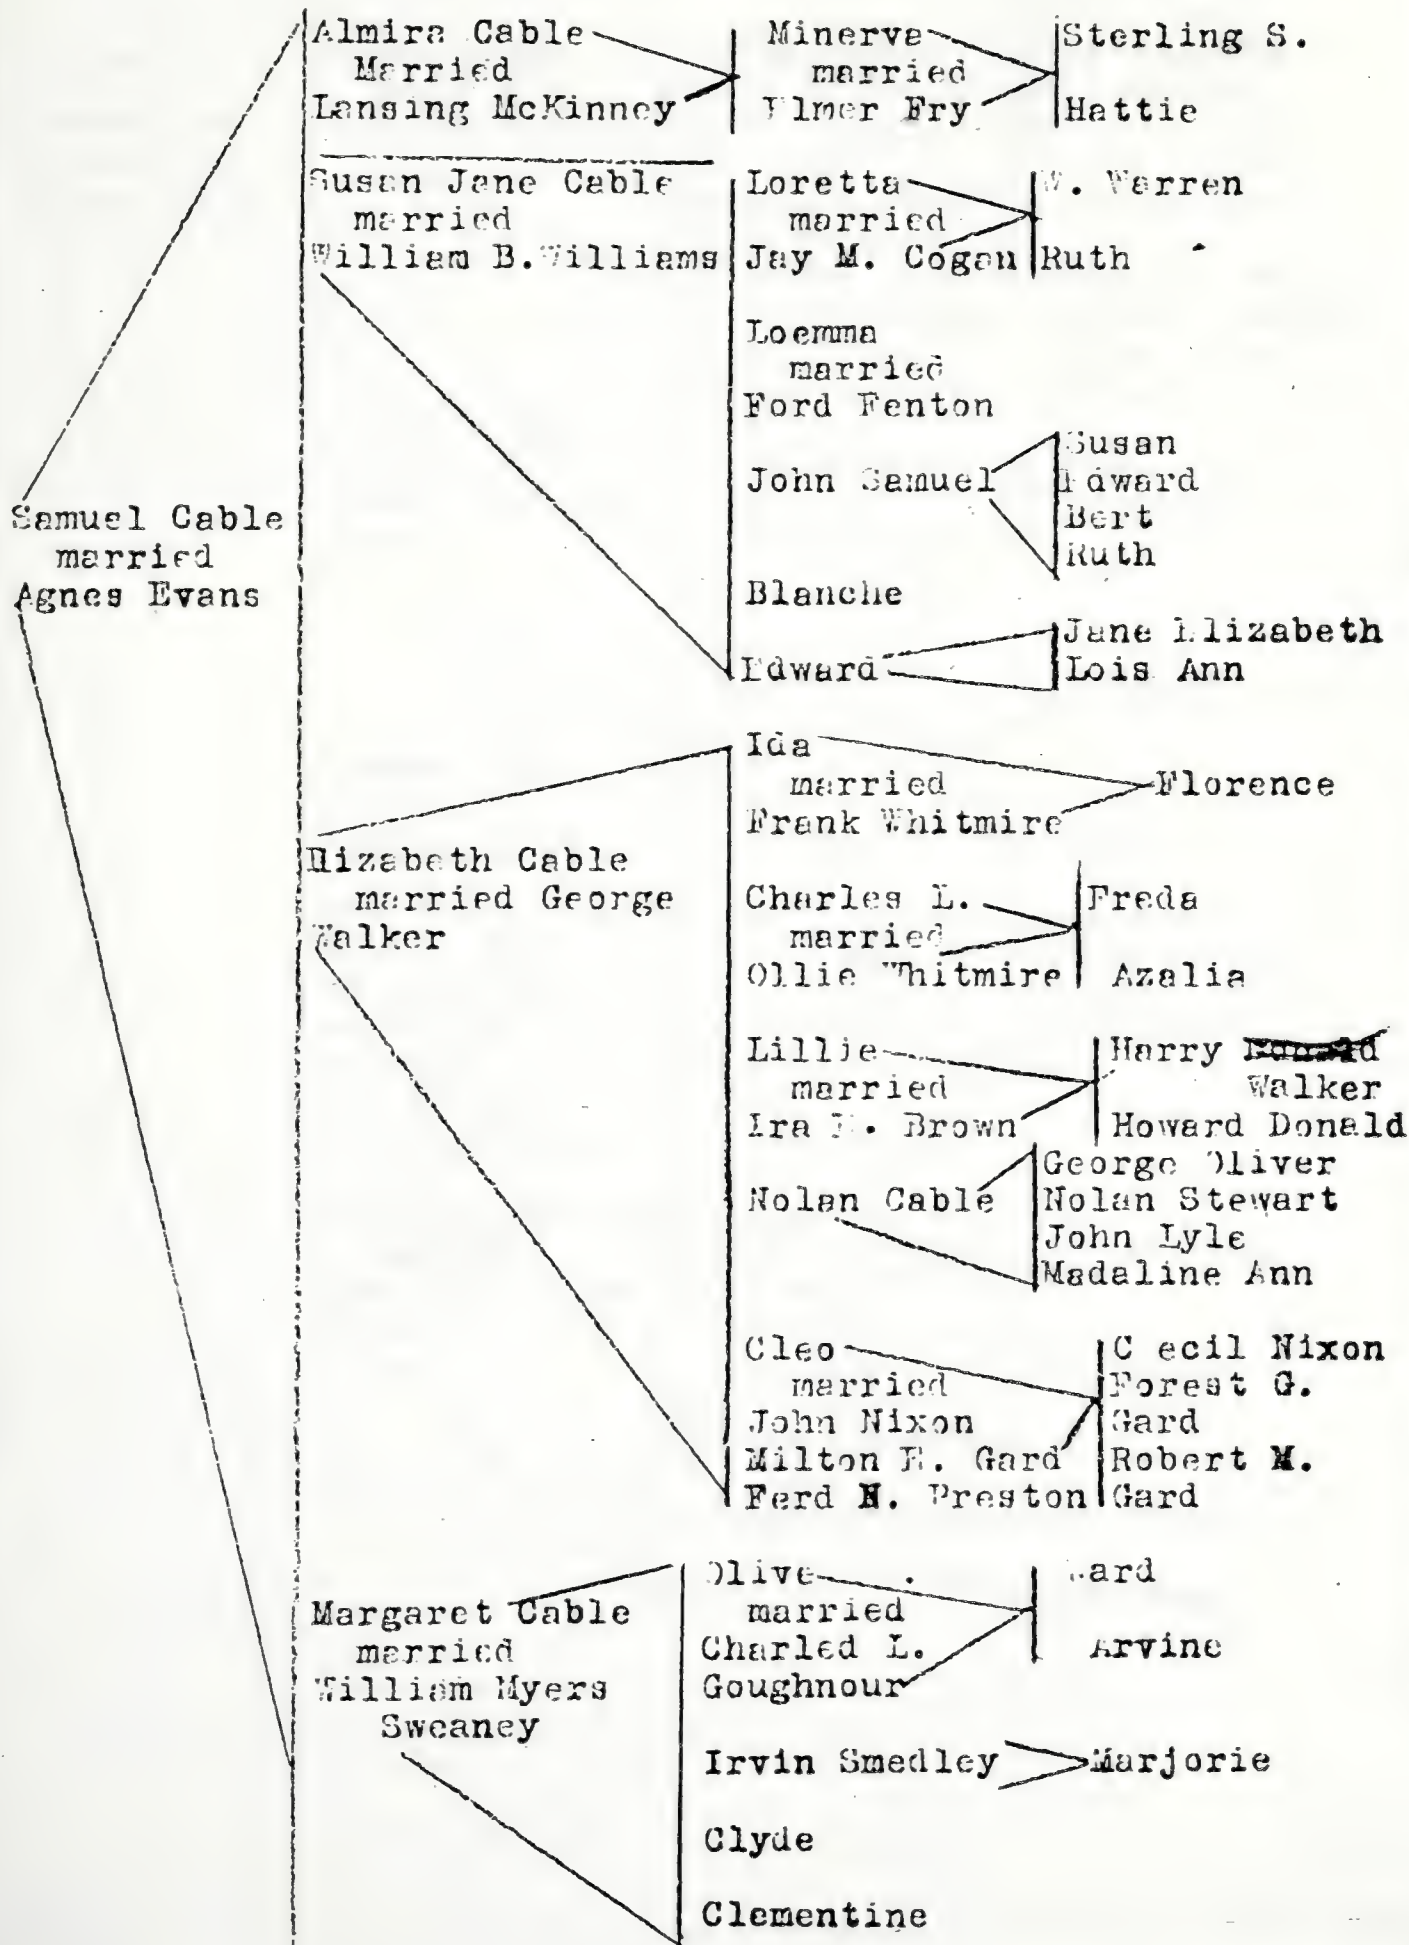 Almira Cable
Married
Lansing McKinney
Minerva
married
Elmer Fry
Sterling S.
Hattie
Susan Jane Cable
married
William B. Williams
Loretta
married
Jay M. Cogan
W. Warren
Ruth
Loemma
married
Ford Fenton
John Samuel
Susan
Edward
Bert
Ruth
Blanche
Edward
Jane Elizabeth
Lois Ann
Samuel Cable
married
Agnes Evans
Elizabeth Cable
married George
Walker
Ida
married
Frank Whitmire
Florence
Charles L.
married
Ollie Whitmire
Freda
Azalia
Lillie
married
Ira Brown
Harry
Walker
Howard Donald
Nolan Cable
George Oliver
Nolan Stewart
John Lyle
Madaline Ann
Cleo
married
John Nixon
Milton H. Gard
Ferd N. Preston
C ecil Nixon
Forest G.
Gard
Robert M.
Gard
Margaret Cable
married
William Myers
Sweaney
Olive
married
Charled L.
Goughnour
Arvine
Irvin Smedley
Marjorie
Clyde
Clementine